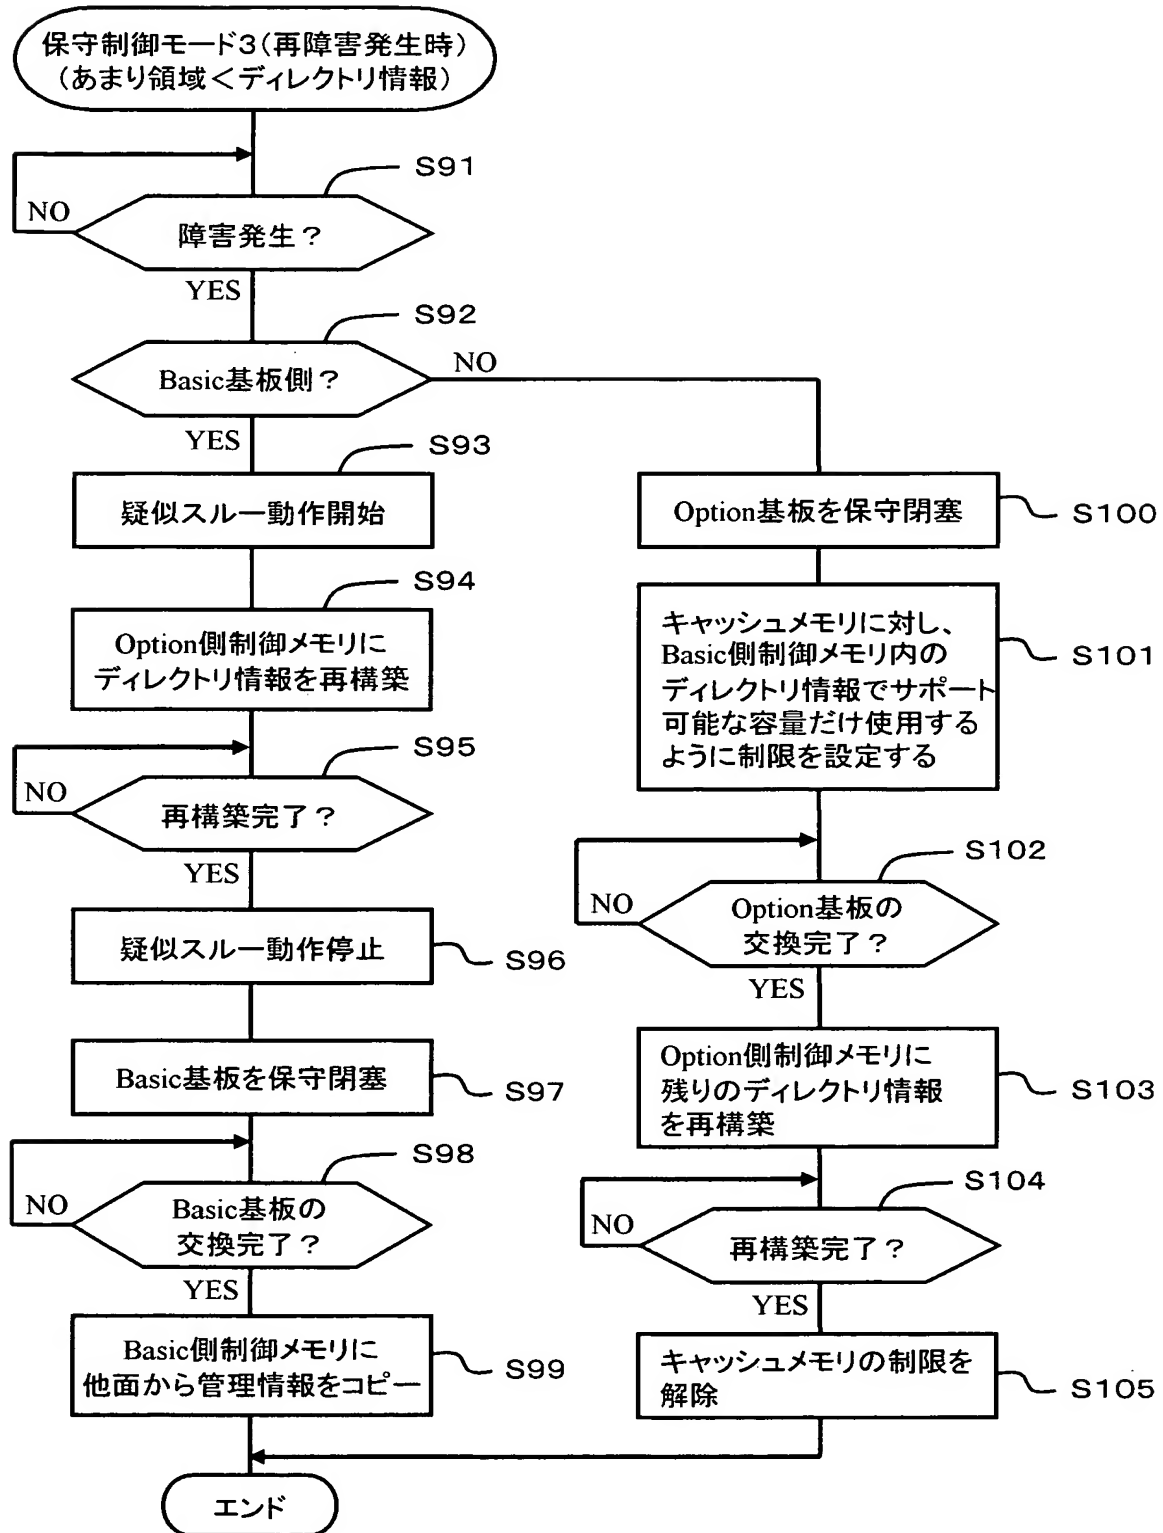 保守制御モード3(再障害発生時)
(あまり領域<ディレクトリ情報)
S91
NO
障害発生?
YES
S92
Basic基板側?
NO
YES
S93
疑似スルー動作開始
S94
Option側制御メモリに
ディレクトリ情報を再構築
S95
NO
再構築完了?
YES
疑似スルー動作停止
S96
Basic基板を保守閉塞
S97
S98
NO
Basic基板の
交換完了?
YES
Basic側制御メモリに
他面から管理情報をコピー
S99
Option基板を保守閉塞
S100
キャッシュメモリに対し、
Basic側制御メモリ内の
ディレクトリ情報でサポート
可能な容量だけ使用する
ように制限を設定する
S101
S102
NO
Option基板の
交換完了?
YES
Option側制御メモリに
残りのディレクトリ情報
を再構築
S103
S104
NO
再構築完了?
YES
キャッシュメモリの制限を
解除
S105
エンド